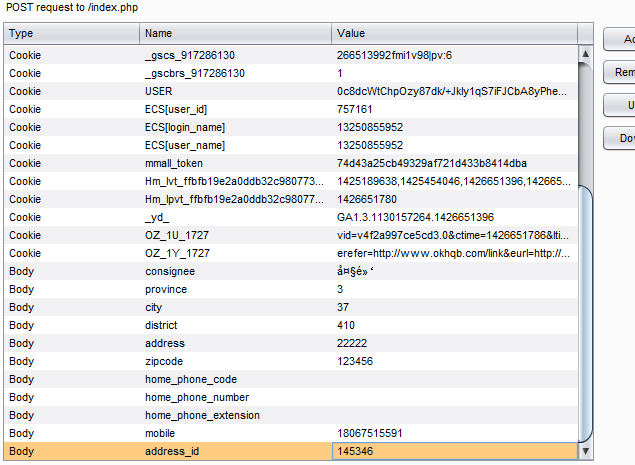 POST request to /index.php
Type Name Value
Cookie _gscs_917286130 266513992fmi1v98|pv:6
Cookie _gscbrs_917286130 1
Cookie USER 0c8dcWtChpOzy87dk/+Jkly1qS7iFJCbA8yPhe...
Cookie ECS[user_id] 757161
Cookie ECS[login_name] 13250855952
Cookie ECS[user_name] 13250855952
Cookie mmall_token 74d43a25cb49329af721d433b8414dba
Cookie Hm_lvt_ffbfb19e2a0ddb32c980773... 1425189638,1425454046,1426651396,142665...
Cookie Hm_lpvt_ffbfb19e2a0ddb32c98077... 1426651780
Cookie _yd_ GA1.3.1130157264.1426651396
Cookie OZ_1U_1727 vid=v4f2a997ce5cd3.0&ctime=1426651786&lti...
Cookie OZ_1Y_1727 erefer=http://www.okhqb.com/link&eurl=http://...
Body consignee å¤§é»‘
Body province 3
Body city 37
Body district 410
Body address 22222
Body zipcode 123456
Body home_phone_code
Body home_phone_number
Body home_phone_extension
Body mobile 18067515591
Body address_id 145346